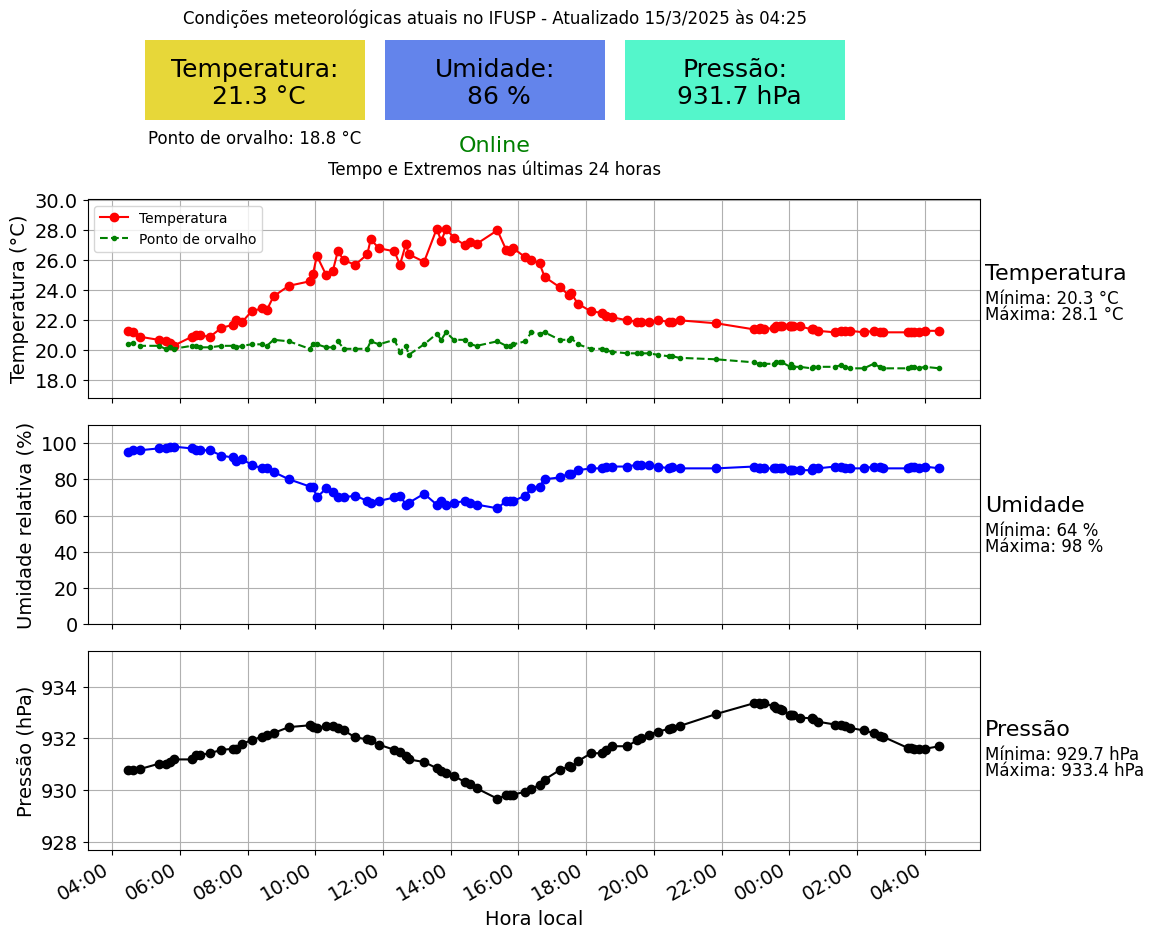 Condições meteorológicas atuais no IFUSP - Atualizado 15/3/2025 às 04:25
Temperatura:
21.3 °C
Umidade:
86 %
Pressão:
931.7 hPa
Ponto de orvalho: 18.8 °C
Online
Tempo e Extremos nas últimas 24 horas
Temperatura (°C)
30.0
28.0
26.0
24.0
22.0
20.0
18.0
Temperatura
Ponto de orvalho
Temperatura
Mínima: 20.3 °C
Máxima: 28.1 °C
Umidade relativa (%)
100
80
60
40
20
0
Umidade
Mínima: 64 %
Máxima: 98 %
Pressão (hPa)
934
932
930
928
Pressão
Mínima: 929.7 hPa
Máxima: 933.4 hPa
04:00 06:00 08:00 10:00 12:00 14:00 16:00 18:00 20:00 22:00 00:00 02:00 04:00
Hora local